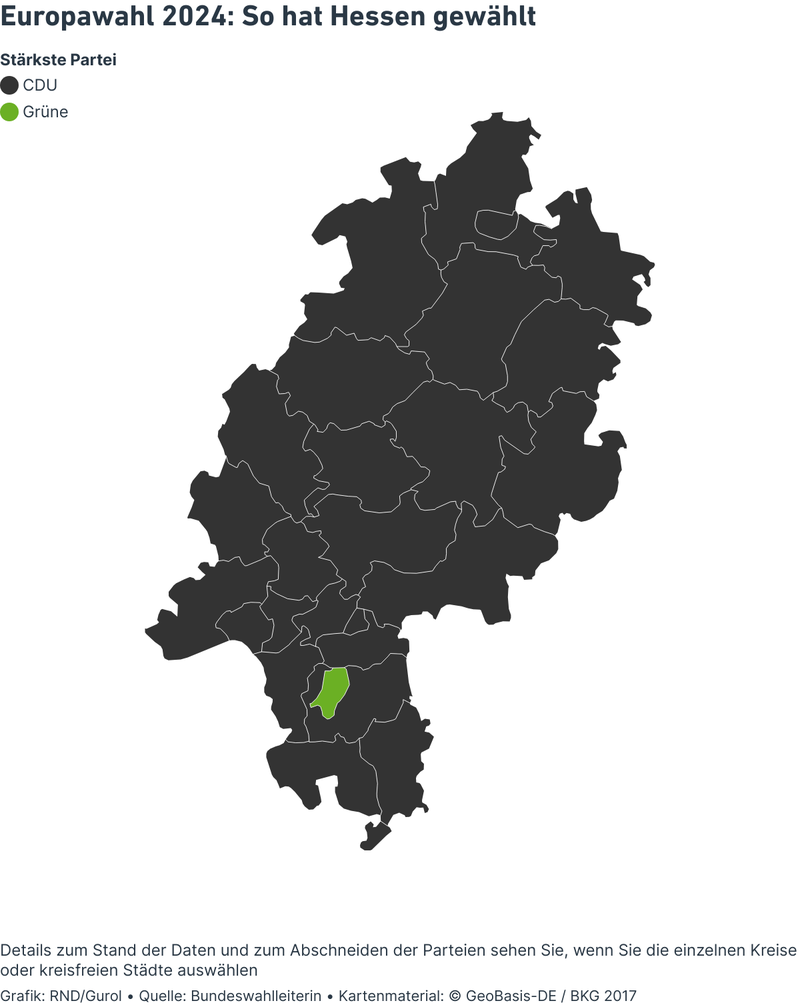 Europawahl 2024: So hat Hessen gewählt
Stärkste Partei
CDU
Grüne
Details zum Stand der Daten und zum Abschneiden der Parteien sehen Sie, wenn Sie die einzelnen Kreise
oder kreisfreien Städte auswählen
Grafik: RND/Gurol • Quelle: Bundeswahlleiterin • Kartenmaterial: © GeoBasis-DE / BKG 2017